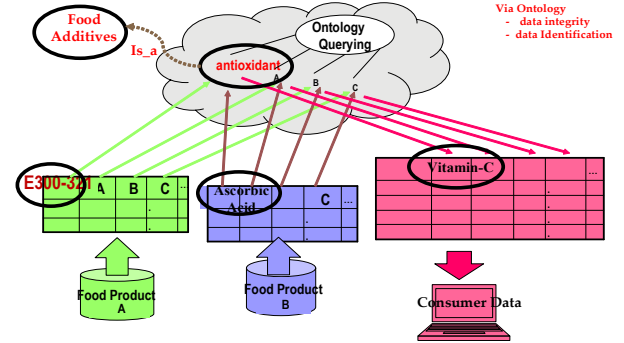 Food
Additives
Is_a
Ontology
Querying
antioxidant
A
B
C
Via Ontology
- data integrity
- data Identification
E300-321
A
B
C
...
.
.
Ascorbic
Acid
C
...
.
.
Vitamin-C
...
.
.
.
.
Food Product
A
Food Product
B
Consumer Data